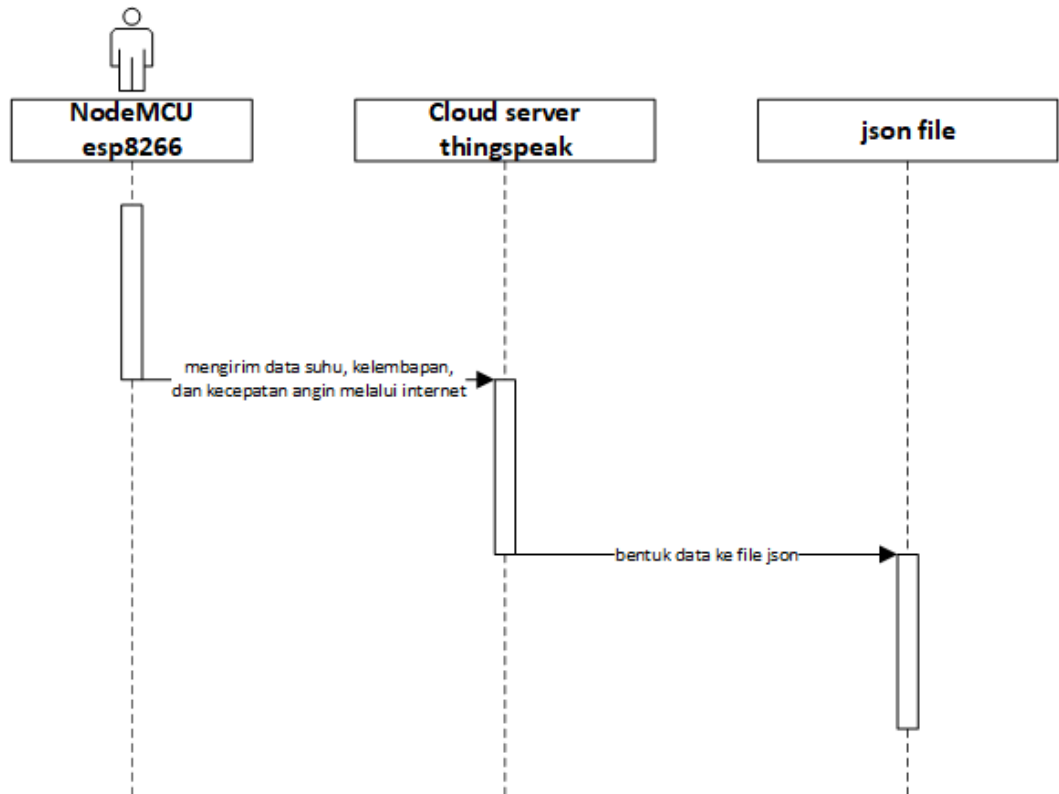 NodeMCU
esp8266
Cloud server
thingspeak
json file
mengirim data suhu, kelembapan,
dan kecepatan angin melalui internet
bentuk data ke file json